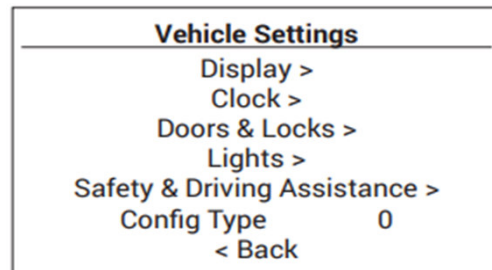 Vehicle Settings
Display >
Clock >
Doors & Locks >
Lights >
Safety & Driving Assistance >
Config Type 0
< Back